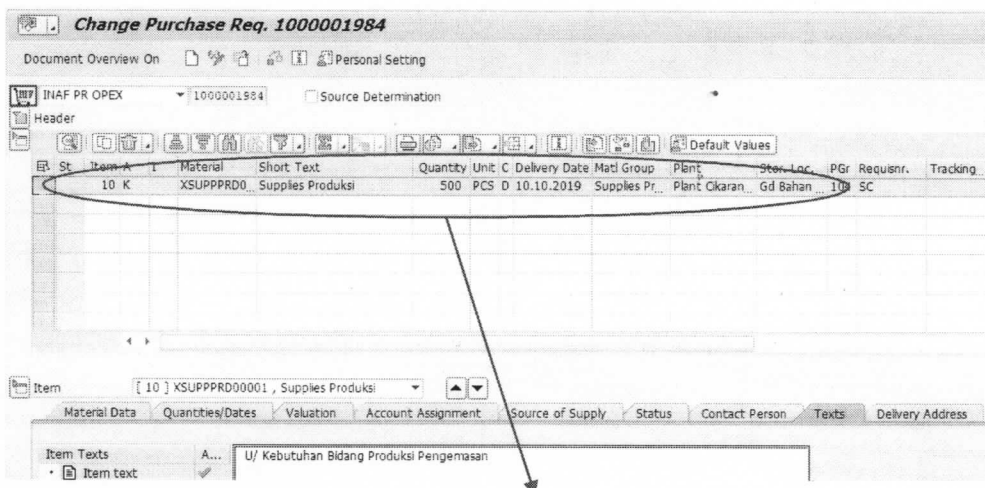 Change Purchase Req. 1000001984
Document Overview On Personal Setting
INAF PR OPEX 1000001984 Source Determination
Header
Default Values
St Item A I Material Short Text Quantity Unit C Delivery Date Matl Group Plant Stor. Loc. PGr Requisnr. Tracking
10 K XSUPPPRD0... Supplies Produksi 500 PCS D 10.10.2019 Supplies Pr... Plant Cikaran... Gd Bahan ... SC
Item [ 10 ] XSUPPPRD00001 , Supplies Produksi
Material Data Quantities/Dates Valuation Account Assignment Source of Supply Status Contact Person Texts Delivery Address
Item Texts A... U/ Kebutuhan Bidang Produksi Pengemasan
Item text